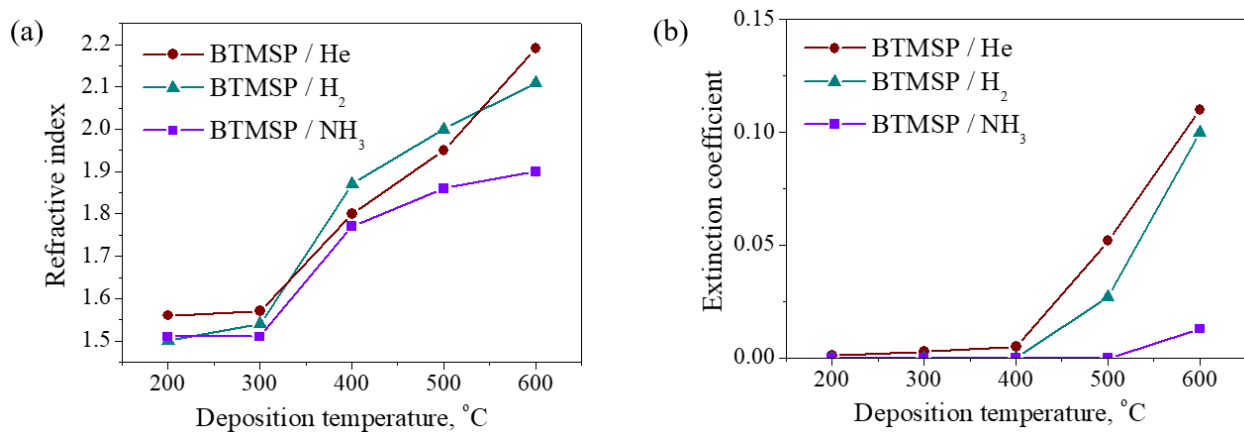 (a)
Refractive index
2.2
2.1
2.0
1.9
1.8
1.7
1.6
1.5
BTMSP / He
BTMSP / H₂
BTMSP / NH₃
200 300 400 500 600
Deposition temperature, °C
(b)
Extinction coefficient
0.15
0.10
0.05
0.00
BTMSP / He
BTMSP / H₂
BTMSP / NH₃
200 300 400 500 600
Deposition temperature, °C